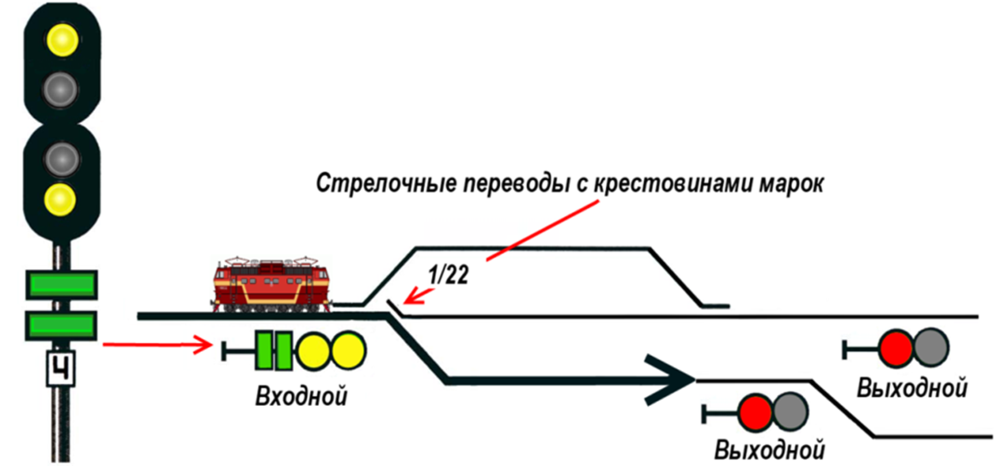 Стрелочные переводы с крестовинами марок
1/22
Ч
Входной
Выходной
Выходной